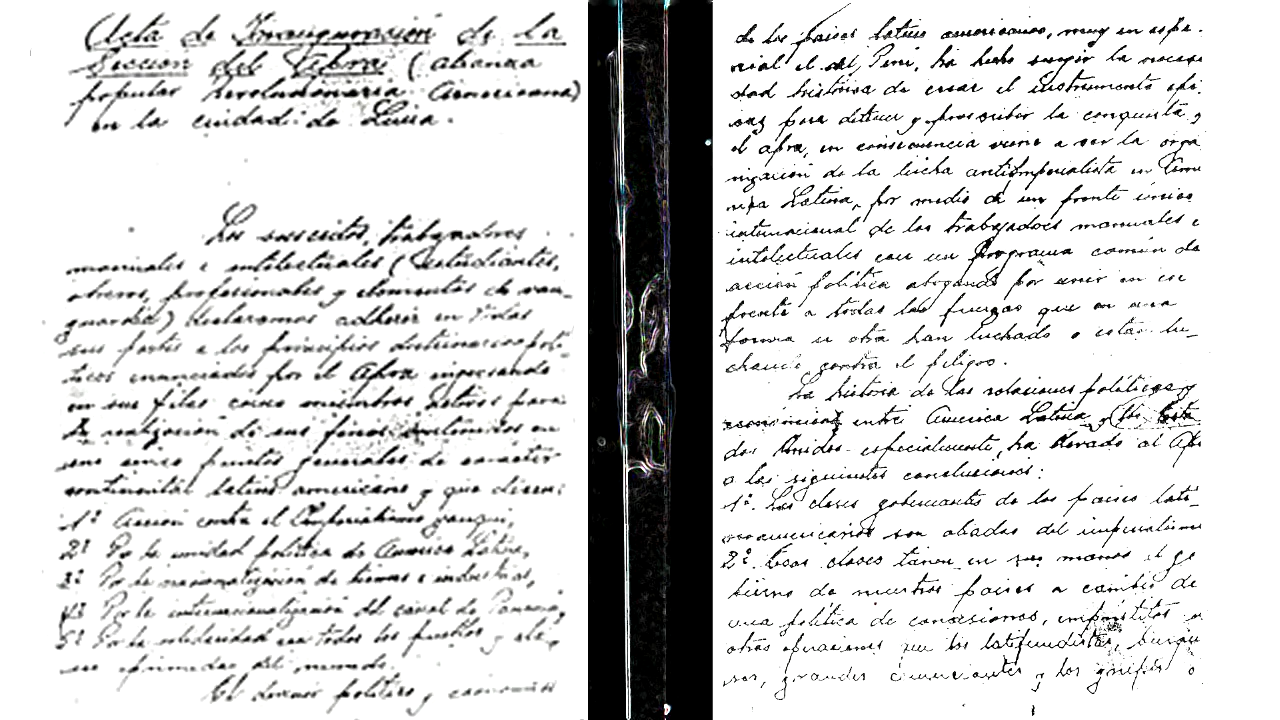 Acta de Inauguración de la
Sección del Apra (alianza
popular revolucionaria Americana)
en la ciudad de Lima.
Los suscritos, trabajadores
manuales e intelectuales (estudiantes,
obreros, profesionales y elementos de van-
guardia) declaramos adherir en todas
sus partes a los principios doctrinarios polí-
ticos enunciados por el Apra ingresando
en sus filas como miembros activos para
la realización de sus fines contenidos en
sus cinco puntos generales de caracter
continental latino americano y que dicen:
1º Acción contra el Imperialismo yanqui,
2º Por la unidad política de America Latina,
3º Por la nacionalización de tierras e industrias,
4º Por la internacionalización del canal de Panamá,
5º Por la solidaridad con todos los pueblos y cla-
ses oprimidas del mundo.
El político y economico
de los paises latino americanos, muy en espe-
cial el del Perú, ha hecho surgir la necesi
dad histórica de crear el instrumento efi-
caz para detener y proscribir la conquista y
el apra, en consecuencia viene a ser la orga
nización de la lucha antiimperialista en Amé
rica Latina, por medio de un frente único
internacional de los trabajadores manuales e
intelectuales con un programa común de
acción política abogando por unir en ese
frente a todas las fuerzas que en una
forma u otra han luchado o están lu-
chando contra el peligro.
La historia de las relaciones políticas y
económicas entre America Latina y los Esta
dos Unidos especialmente, ha llevado al Apr
a las siguientes conclusiones:
1º. Las clases gobernantes de los paises lati-
noamericanos son aliadas del imperialismo
2º. Esas clases tienen en sus manos el go
bierno de nuestros paises a cambio de
una política de concesiones, empréstitos u
otras operaciones que los latifundistas, burgue
ses, grandes comerciantes y los grupos o